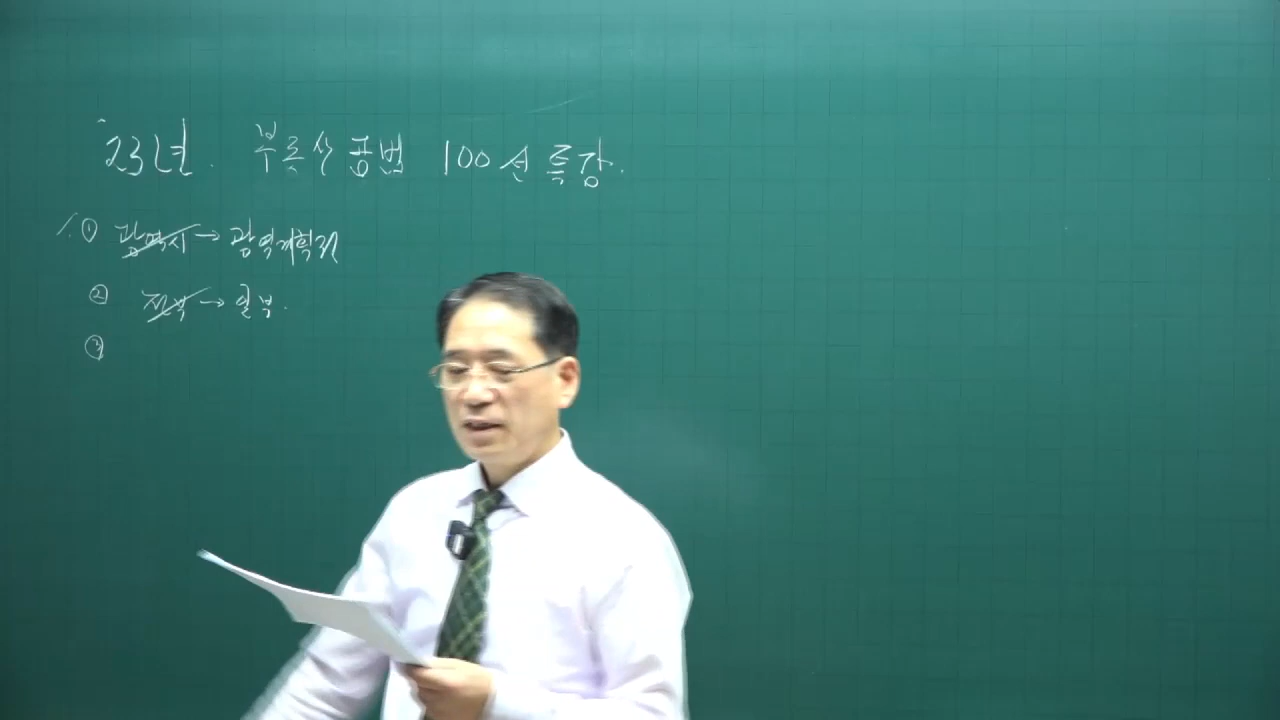 '23년. 부동산공법 100선 특강.
1. ① 광역시 → 광역계획권
② 전부 → 일부.
③